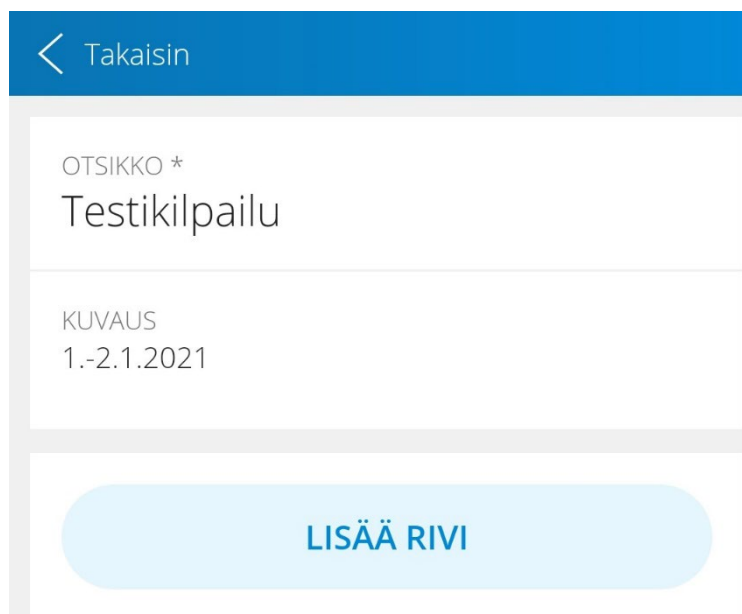 Takaisin
OTSIKKO *
Testikilpailu
KUVAUS
1.-2.1.2021
LISÄÄ RIVI